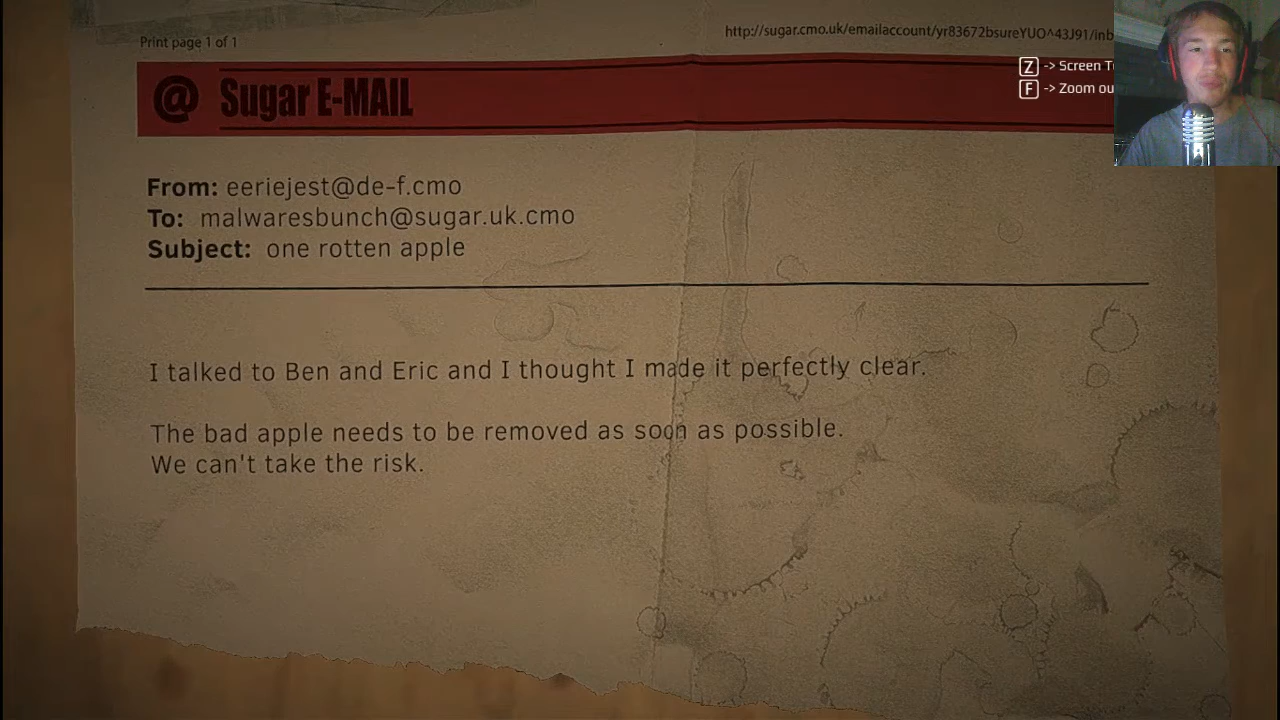 Print page 1 of 1
http://sugar.cmo.uk/emailaccount/yr83672bsureYUO^43J91/inb
Z -> Screen T
F -> Zoom ou
@ Sugar E-MAIL
From: eeriejest@de-f.cmo
To: malwaresbunch@sugar.uk.cmo
Subject: one rotten apple
I talked to Ben and Eric and I thought I made it perfectly clear.
The bad apple needs to be removed as soon as possible.
We can't take the risk.